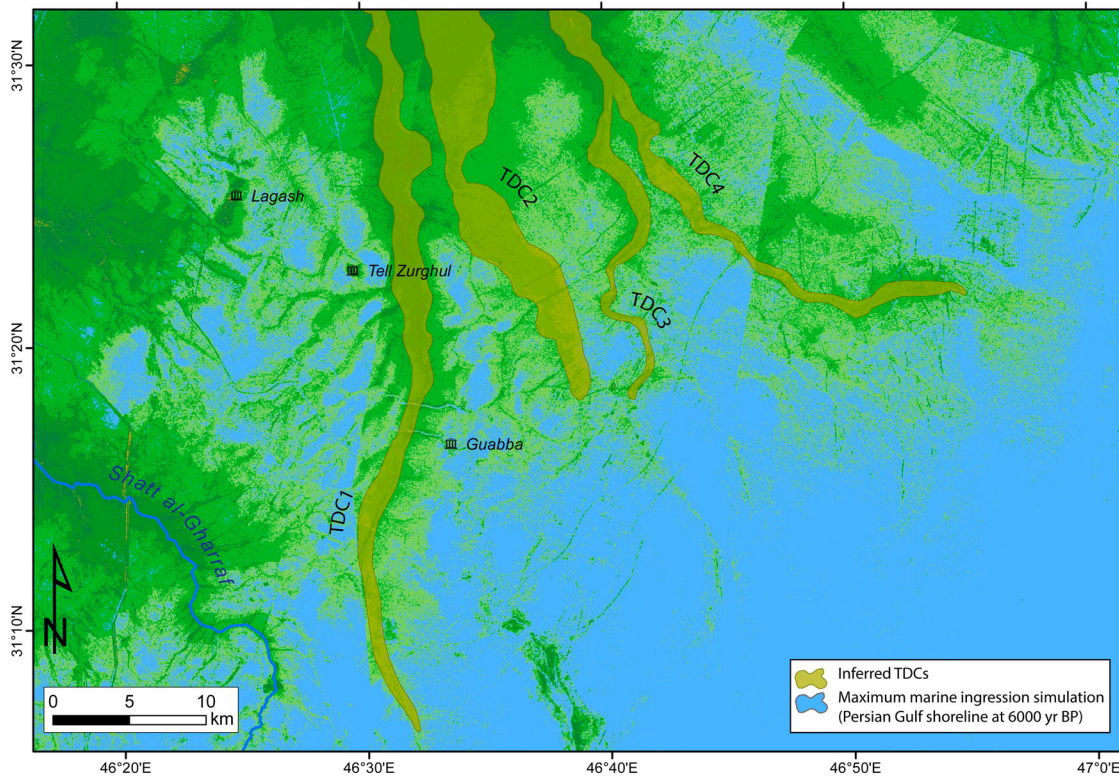 31°30'N
31°20'N
31°10'N
Lagash
Tell Zurghul
Guabba
TDC1
TDC2
TDC3
TDC4
Shatt al-Gharraf
N
0 5 10
km
Inferred TDCs
Maximum marine ingression simulation
(Persian Gulf shoreline at 6000 yr BP)
46°20'E 46°30'E 46°40'E 46°50'E 47°0'E